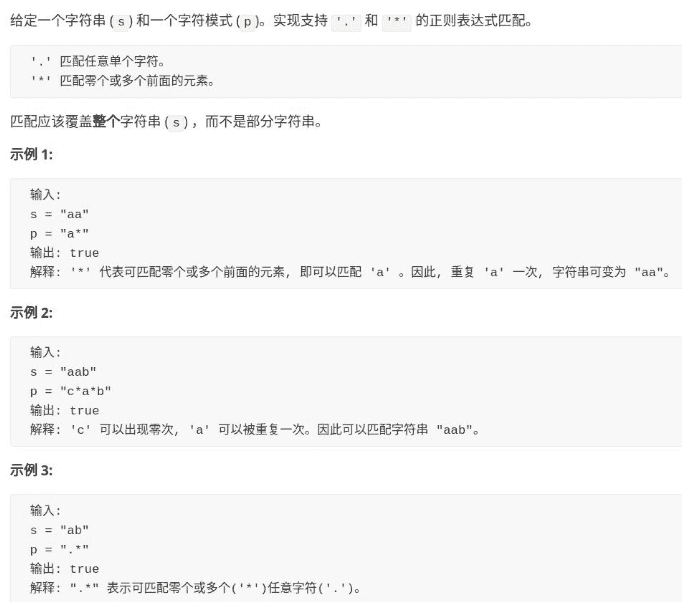 给定一个字符串 (s) 和一个字符模式 (p)。实现支持 '.' 和 '*' 的正则表达式匹配。
'.' 匹配任意单个字符。
'*' 匹配零个或多个前面的元素。
匹配应该覆盖整个字符串 (s) ，而不是部分字符串。
示例 1:
输入:
s = "aa"
p = "a*"
输出: true
解释: '*' 代表可匹配零个或多个前面的元素, 即可以匹配 'a' 。因此, 重复 'a' 一次, 字符串可变为 "aa"。
示例 2:
输入:
s = "aab"
p = "c*a*b"
输出: true
解释: 'c' 可以出现零次, 'a' 可以被重复一次。因此可以匹配字符串 "aab"。
示例 3:
输入:
s = "ab"
p = ".*"
输出: true
解释: ".*" 表示可匹配零个或多个('*')任意字符('.')。